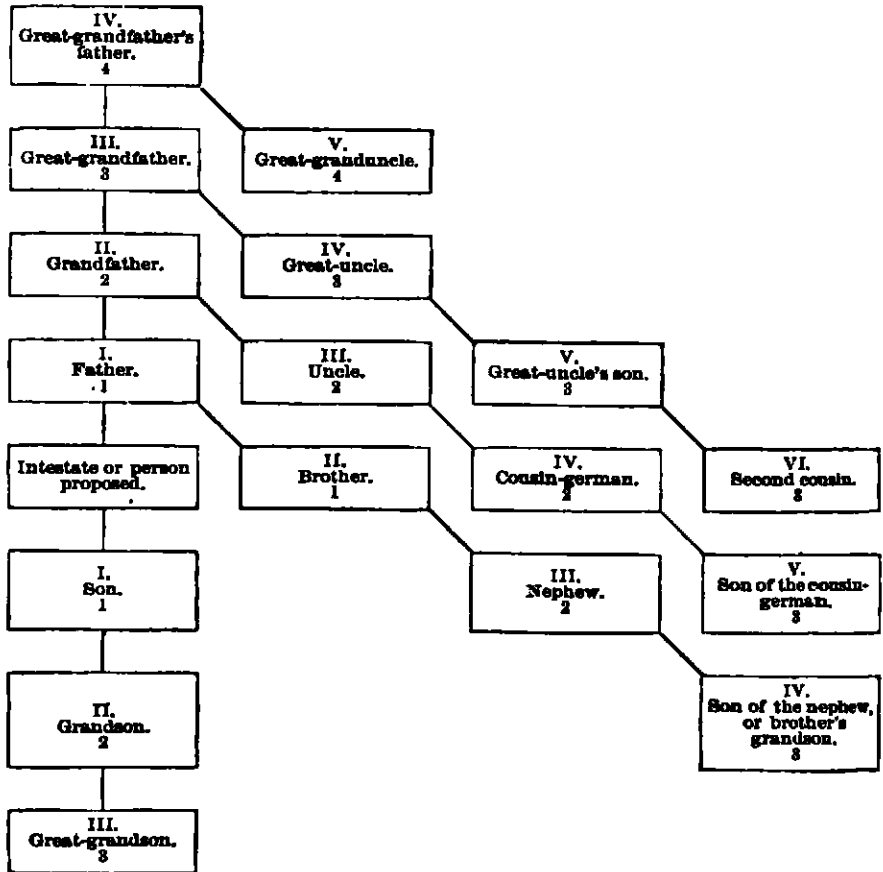 IV.
Great-grandfather's
father.
4
III.
Great-grandfather.
3
V.
Great-granduncle.
4
II.
Grandfather.
2
IV.
Great-uncle.
3
I.
Father.
1
III.
Uncle.
2
V.
Great-uncle's son.
3
Intestate or person
proposed.
II.
Brother.
1
IV.
Cousin-german.
2
VI.
Second cousin.
3
I.
Son.
1
III.
Nephew.
2
V.
Son of the cousin-
german.
3
II.
Grandson.
2
IV.
Son of the nephew,
or brother's
grandson.
3
III.
Great-grandson.
3